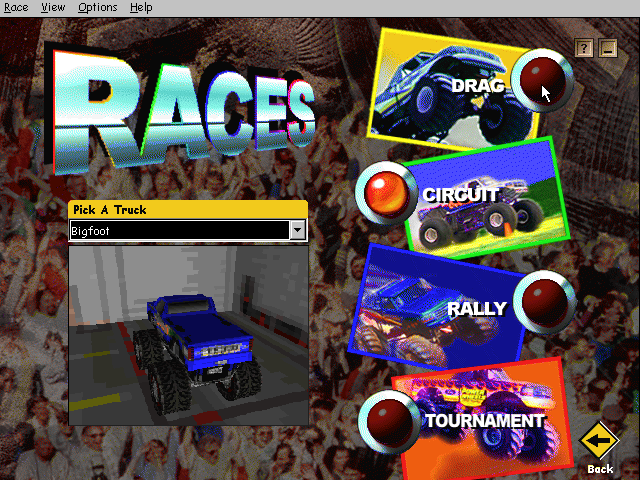 Race View Options Help
RACES
DRAG
?
CIRCUIT
Pick A Truck
Bigfoot
RALLY
TOURNAMENT
Back